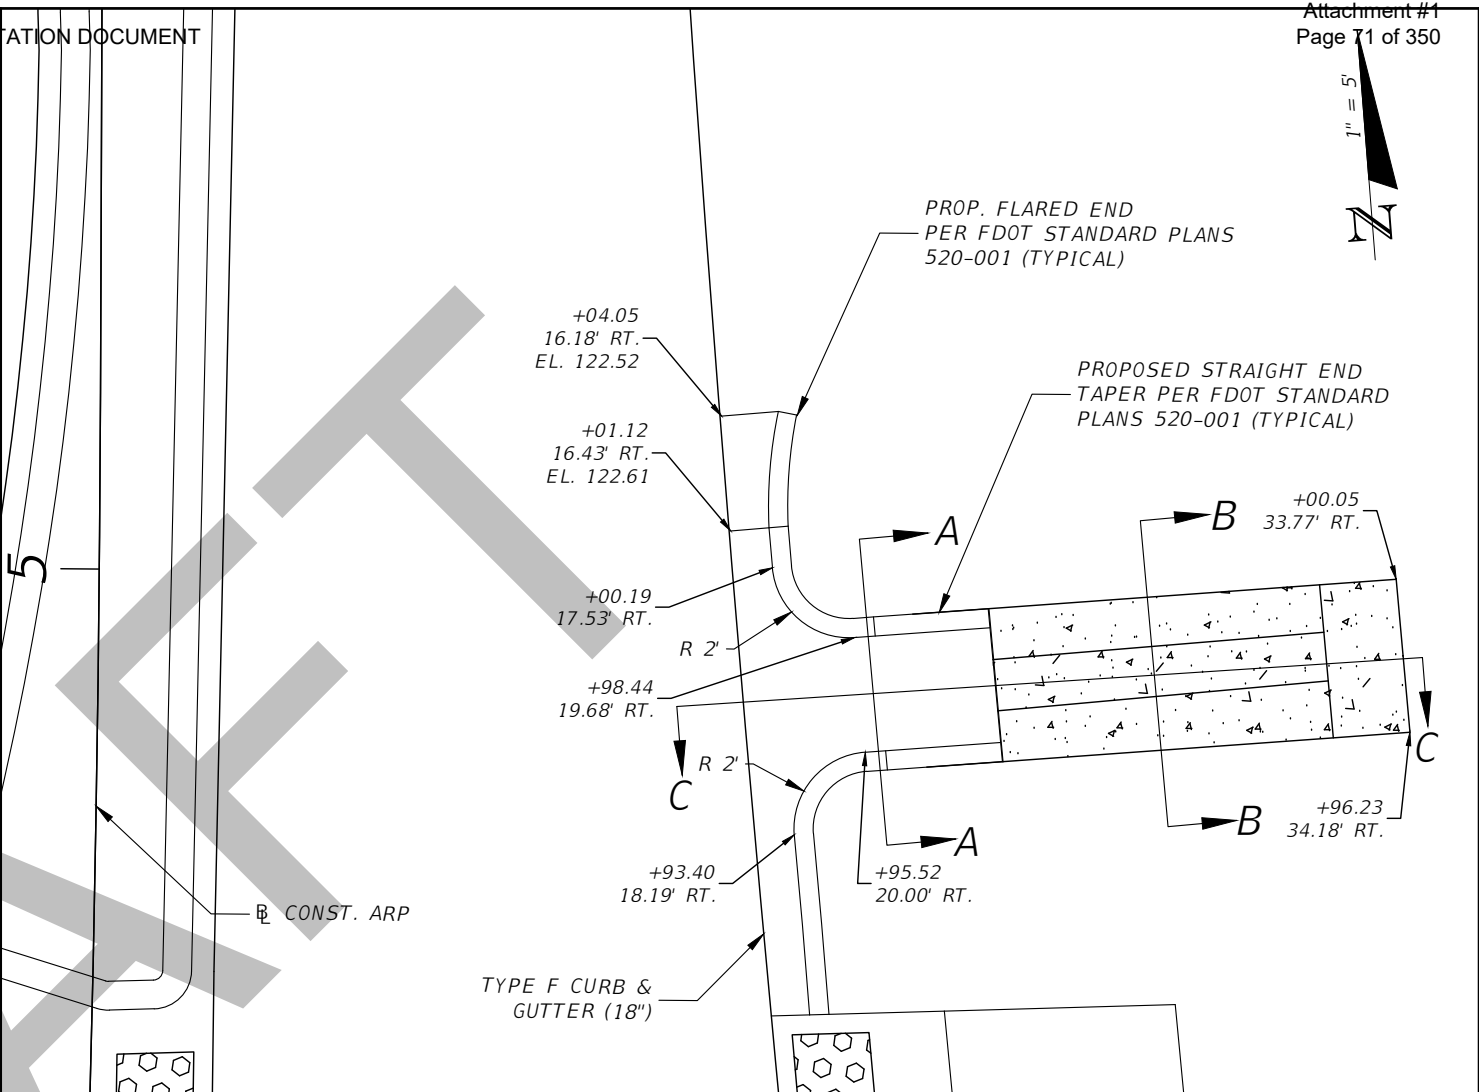 Attachment #1
TATION DOCUMENT
Page 71 of 350
1" = 5'
N
PROP. FLARED END
PER FDOT STANDARD PLANS
520-001 (TYPICAL)
+04.05
16.18' RT.
EL. 122.52
PROPOSED STRAIGHT END
TAPER PER FDOT STANDARD
PLANS 520-001 (TYPICAL)
+01.12
16.43' RT.
EL. 122.61
+00.05
33.77' RT.
B
A
5
+00.19
17.53' RT.
R 2'
+98.44
19.68' RT.
R 2'
C
C
B
+96.23
34.18' RT.
A
+93.40
18.19' RT.
+95.52
20.00' RT.
BL CONST. ARP
TYPE F CURB &
GUTTER (18")
AFT